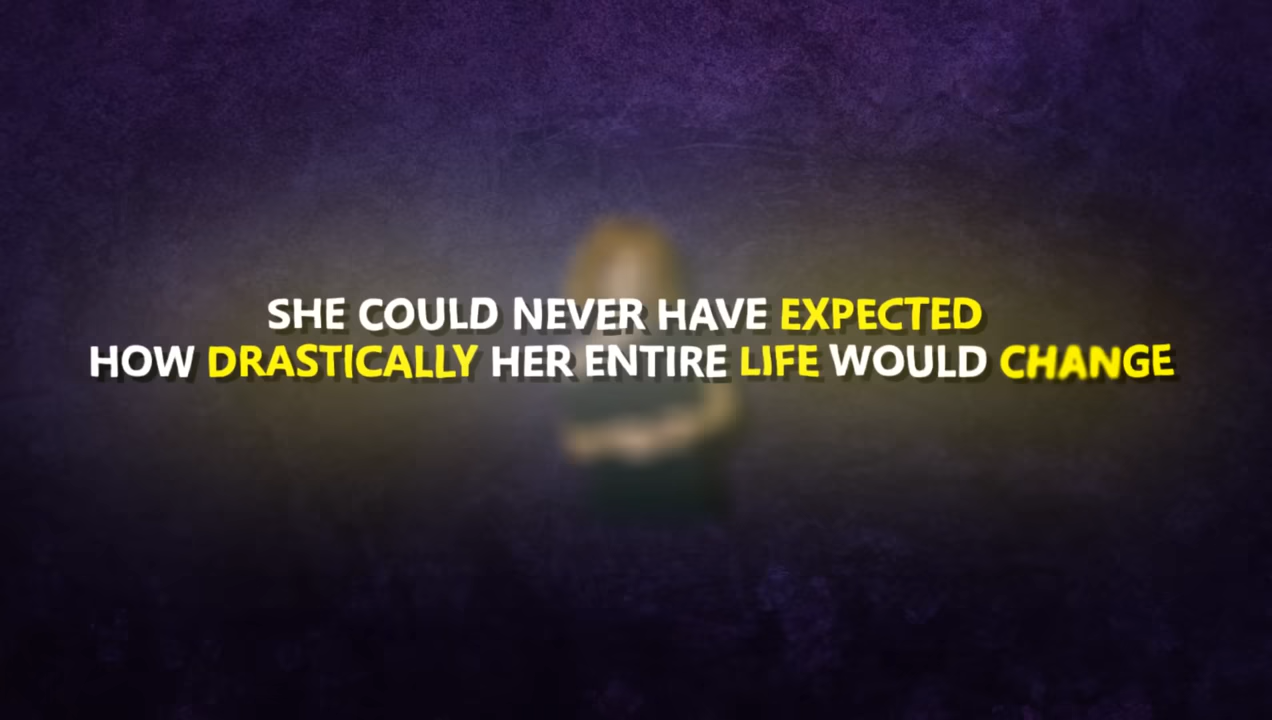 SHE COULD NEVER HAVE EXPECTED
HOW DRASTICALLY HER ENTIRE LIFE WOULD CHANGE